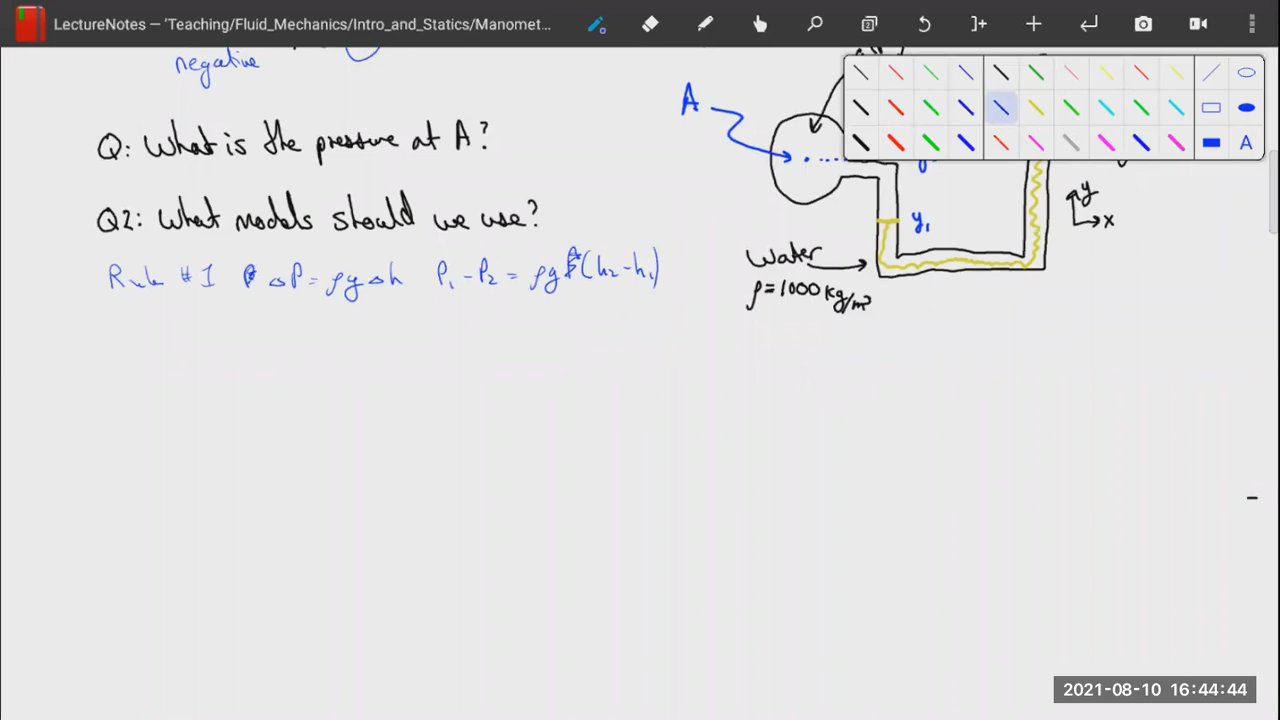 LectureNotes — 'Teaching/Fluid_Mechanics/Intro_and_Statics/Manomet...
negative
A
Q: What is the pressure at A?
Q2: What models should we use?
y₁
y
x
Water
ρ=1000 kg/m³
Rule #1 ΔP = ρgΔh P₁-P₂ = ρg(h₂-h₁)
A
2021-08-10 16:44:44